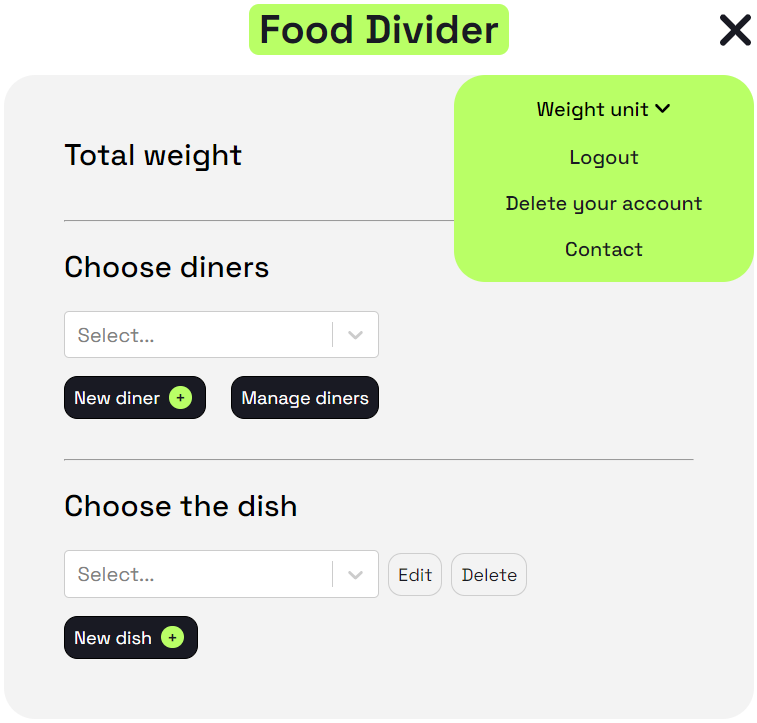 Food Divider
Weight unit
Logout
Delete your account
Contact
Total weight
Choose diners
Select...
New diner +
Manage diners
Choose the dish
Select...
Edit
Delete
New dish +